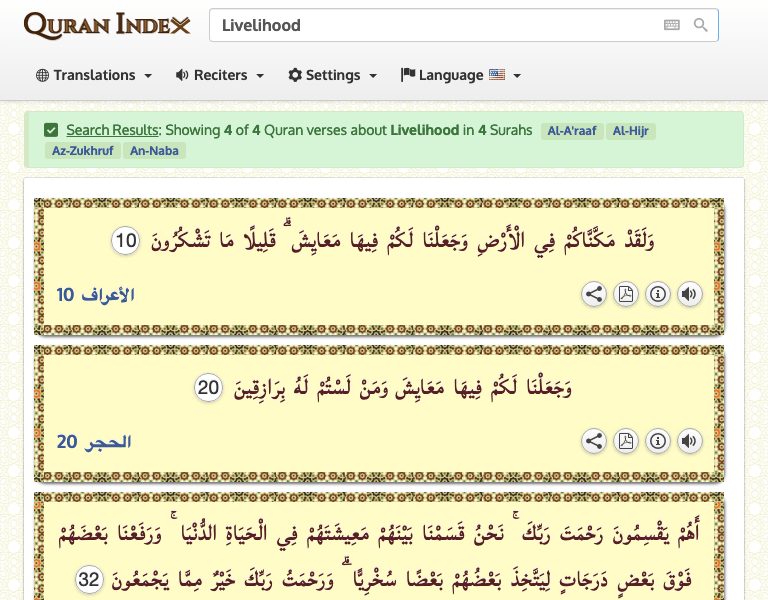 QURAN INDEX
Livelihood
Translations Reciters Settings Language
Search Results: Showing 4 of 4 Quran verses about Livelihood in 4 Surahs Al-A'raaf Al-Hijr
Az-Zukhruf An-Naba
وَلَقَدْ مَكَّنَّاكُمْ فِي الْأَرْضِ وَجَعَلْنَا لَكُمْ فِيهَا مَعَايِشَ ۗ قَلِيلًا مَا تَشْكُرُونَ 10
الأعراف 10
وَجَعَلْنَا لَكُمْ فِيهَا مَعَايِشَ وَمَنْ لَسْتُمْ لَهُ بِرَازِقِينَ 20
الحجر 20
أَهُمْ يَقْسِمُونَ رَحْمَتَ رَبِّكَ ۚ نَحْنُ قَسَمْنَا بَيْنَهُمْ مَعِيشَتَهُمْ فِي الْحَيَاةِ الدُّنْيَا ۚ وَرَفَعْنَا بَعْضَهُمْ
فَوْقَ بَعْضٍ دَرَجَاتٍ لِيَتَّخِذَ بَعْضُهُمْ بَعْضًا سُخْرِيًّا ۗ وَرَحْمَتُ رَبِّكَ خَيْرٌ مِمَّا يَجْمَعُونَ 32